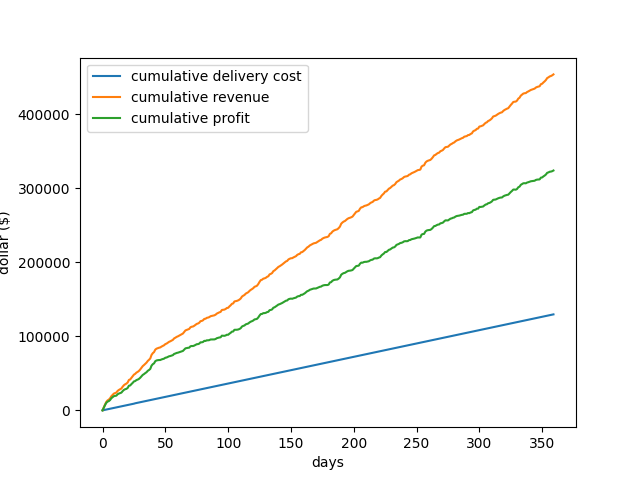 cumulative delivery cost
cumulative revenue
cumulative profit
400000
300000
200000
100000
0
dollar ($)
0 50 100 150 200 250 300 350
days